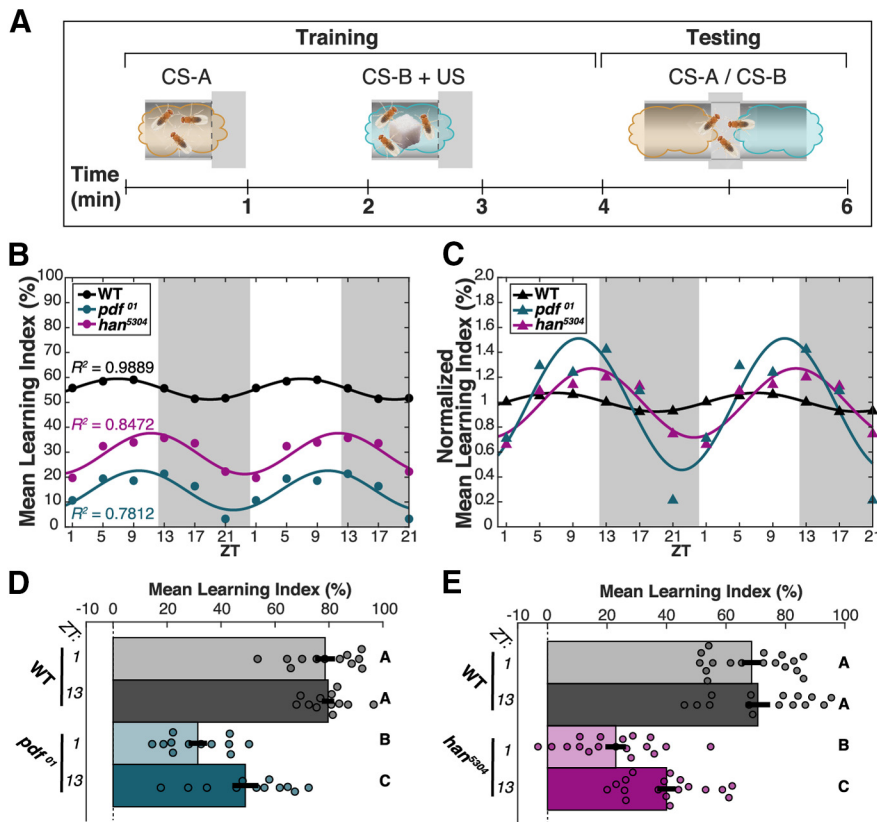 A
Training
Testing
CS-A
CS-B + US
CS-A / CS-B
Time
(min)
1
2
3
4
6
B
Mean Learning Index (%)
100
90
80
70
60
50
40
30
20
10
0
WT
pdf 01
han5304
R2 = 0.9889
R2 = 0.8472
R2 = 0.7812
1 5 9 13 17 21 1 5 9 13 17 21
ZT
C
Normalized
Mean Learning Index (%)
2.0
1.8
1.6
1.4
1.2
1.0
0.8
0.6
0.4
0.2
0
WT
pdf 01
han5304
1 5 9 13 17 21 1 5 9 13 17 21
ZT
D
Mean Learning Index (%)
-10 0 20 40 60 80 100
ZT:
WT
1
A
13
A
pdf 01
1
B
13
C
E
Mean Learning Index (%)
-10 0 20 40 60 80 100
ZT:
WT
1
A
13
A
han5304
1
B
13
C